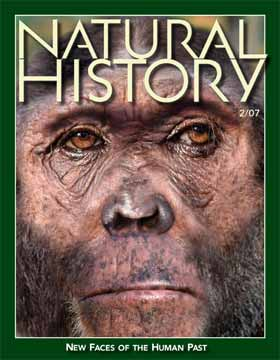 NATURAL
HISTORY
2/07
NEW FACES OF THE HUMAN PAST